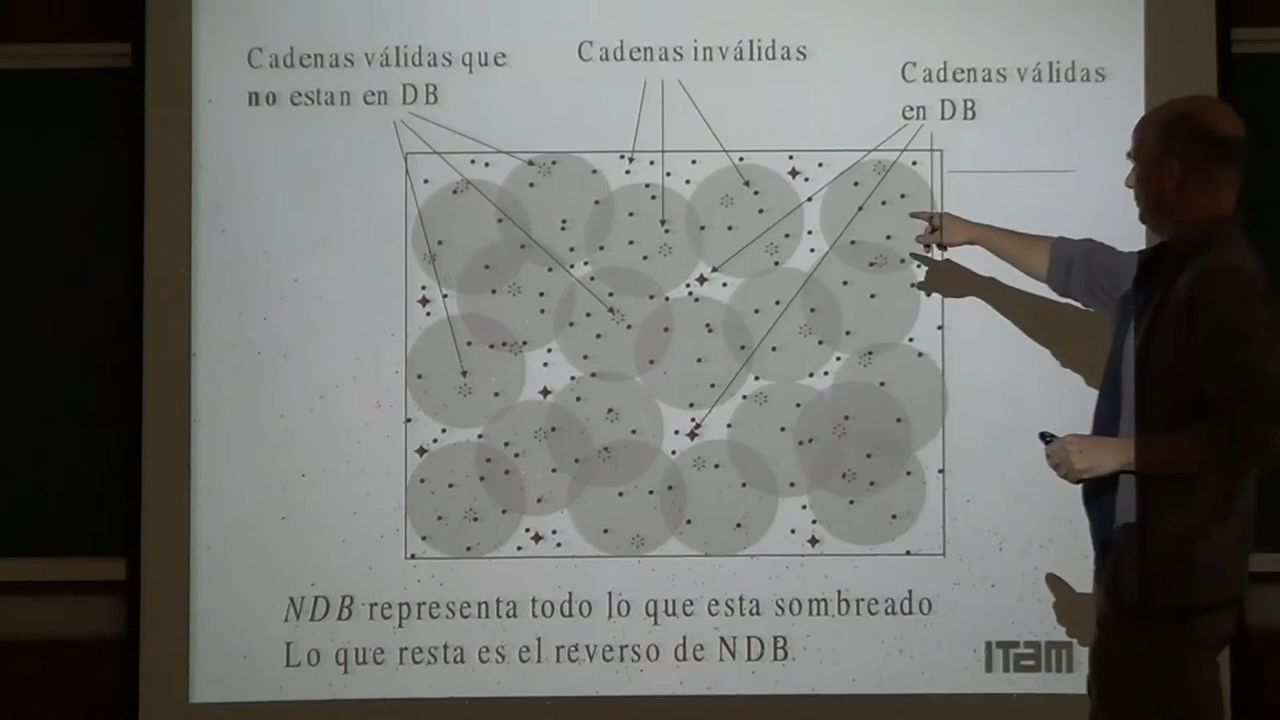 Cadenas válidas que
no estan en DB
Cadenas inválidas
Cadenas válidas
en DB
NDB representa todo lo que esta sombreado
Lo que resta es el reverso de NDB.
ITAM